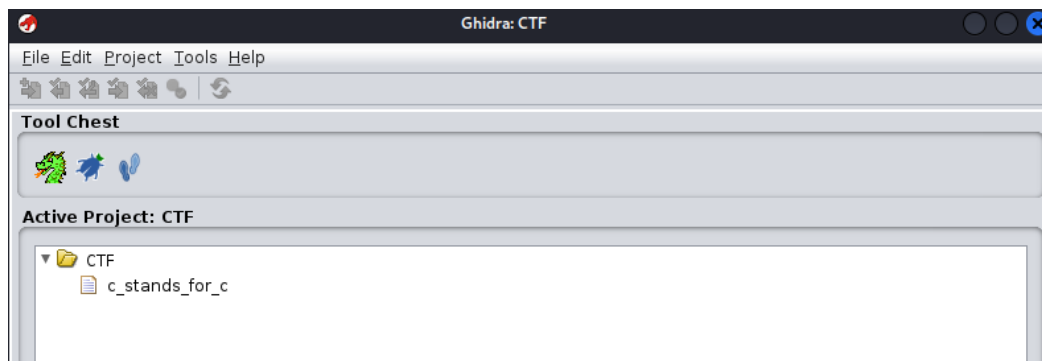 Ghidra: CTF
File Edit Project Tools Help
Tool Chest
Active Project: CTF
CTF
c_stands_for_c